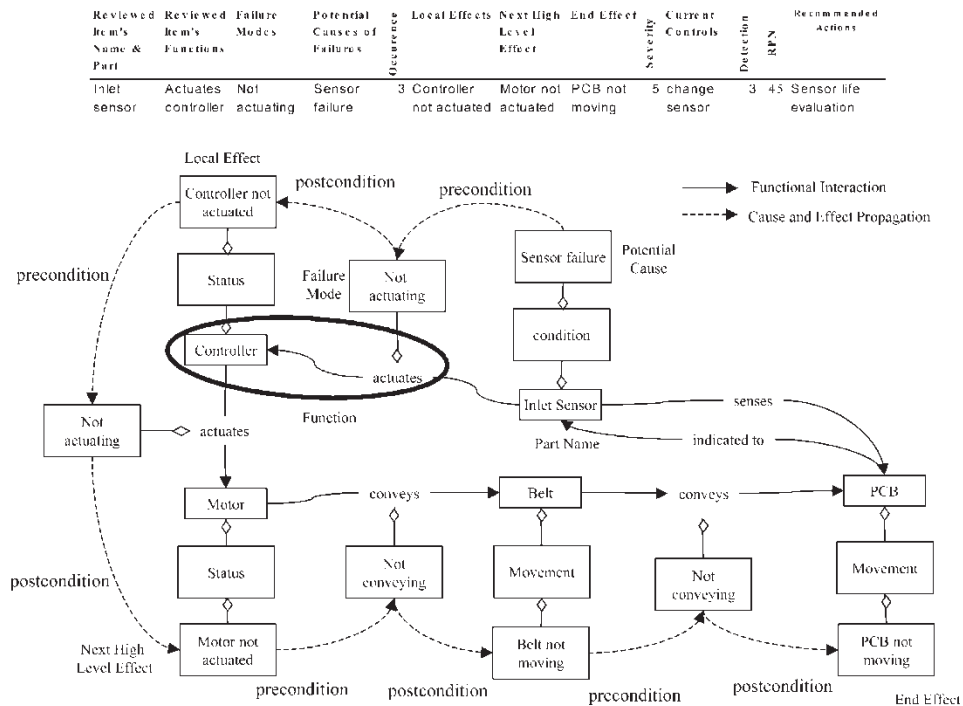 Reviewed Item's Name & Part
Reviewed Item's Functions
Failure Modes
Potential Causes of Failures
Occurence
Local Effects
Next High Level Effect
End Effect
Severity
Current Controls
Detection
RPN
Recommended Actions
Inlet sensor
Actuates controller
Not actuating
Sensor failure
3
Controller not actuated
Motor not actuated
PCB not moving
5
change sensor
3
45
Sensor life evaluation
Local Effect
postcondition
precondition
Functional Interaction
Cause and Effect Propagation
Controller not
actuated
precondition
Status
Failure
Mode
Not
actuating
Sensor failure
Potential
Cause
condition
Controller
actuates
Function
Inlet Sensor
Part Name
senses
indicated to
Not
actuating
actuates
Motor
conveys
Belt
conveys
PCB
postcondition
Status
Not
conveying
Movement
Not
conveying
Movement
Next High
Level Effect
Motor not
actuated
precondition
postcondition
Belt not
moving
precondition
postcondition
PCB not
moving
End Effect